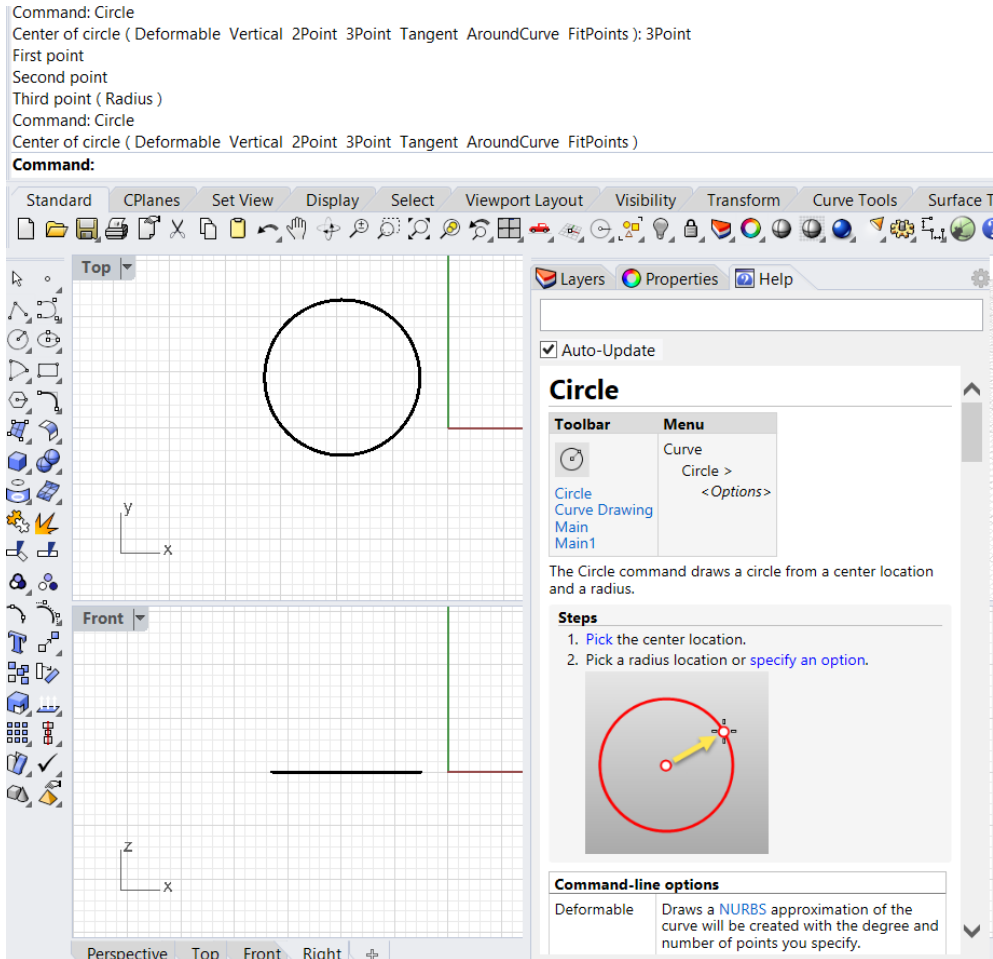 Command: Circle
Center of circle ( Deformable  Vertical  2Point  3Point  Tangent  AroundCurve  FitPoints ): 3Point
First point
Second point
Third point ( Radius )
Command: Circle
Center of circle ( Deformable  Vertical  2Point  3Point  Tangent  AroundCurve  FitPoints )
Command:
Standard CPlanes Set View Display Select Viewport Layout Visibility Transform Curve Tools Surface T
Top
y
x
Front
z
x
Perspective Top Front Right
Layers Properties Help
Auto-Update
Circle
Toolbar Menu
Curve
Circle >
<Options>
Circle
Curve Drawing
Main
Main1
The Circle command draws a circle from a center location
and a radius.
Steps
1. Pick the center location.
2. Pick a radius location or specify an option.
Command-line options
Deformable Draws a NURBS approximation of the
curve will be created with the degree and
number of points you specify.